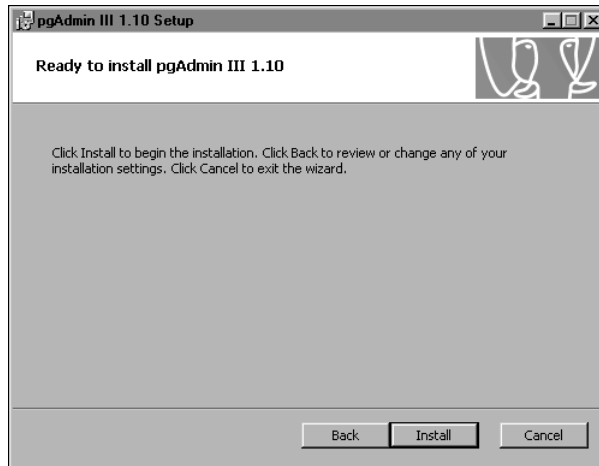 pgAdmin III 1.10 Setup
Ready to install pgAdmin III 1.10
Click Install to begin the installation. Click Back to review or change any of your
installation settings. Click Cancel to exit the wizard.
Back Install Cancel